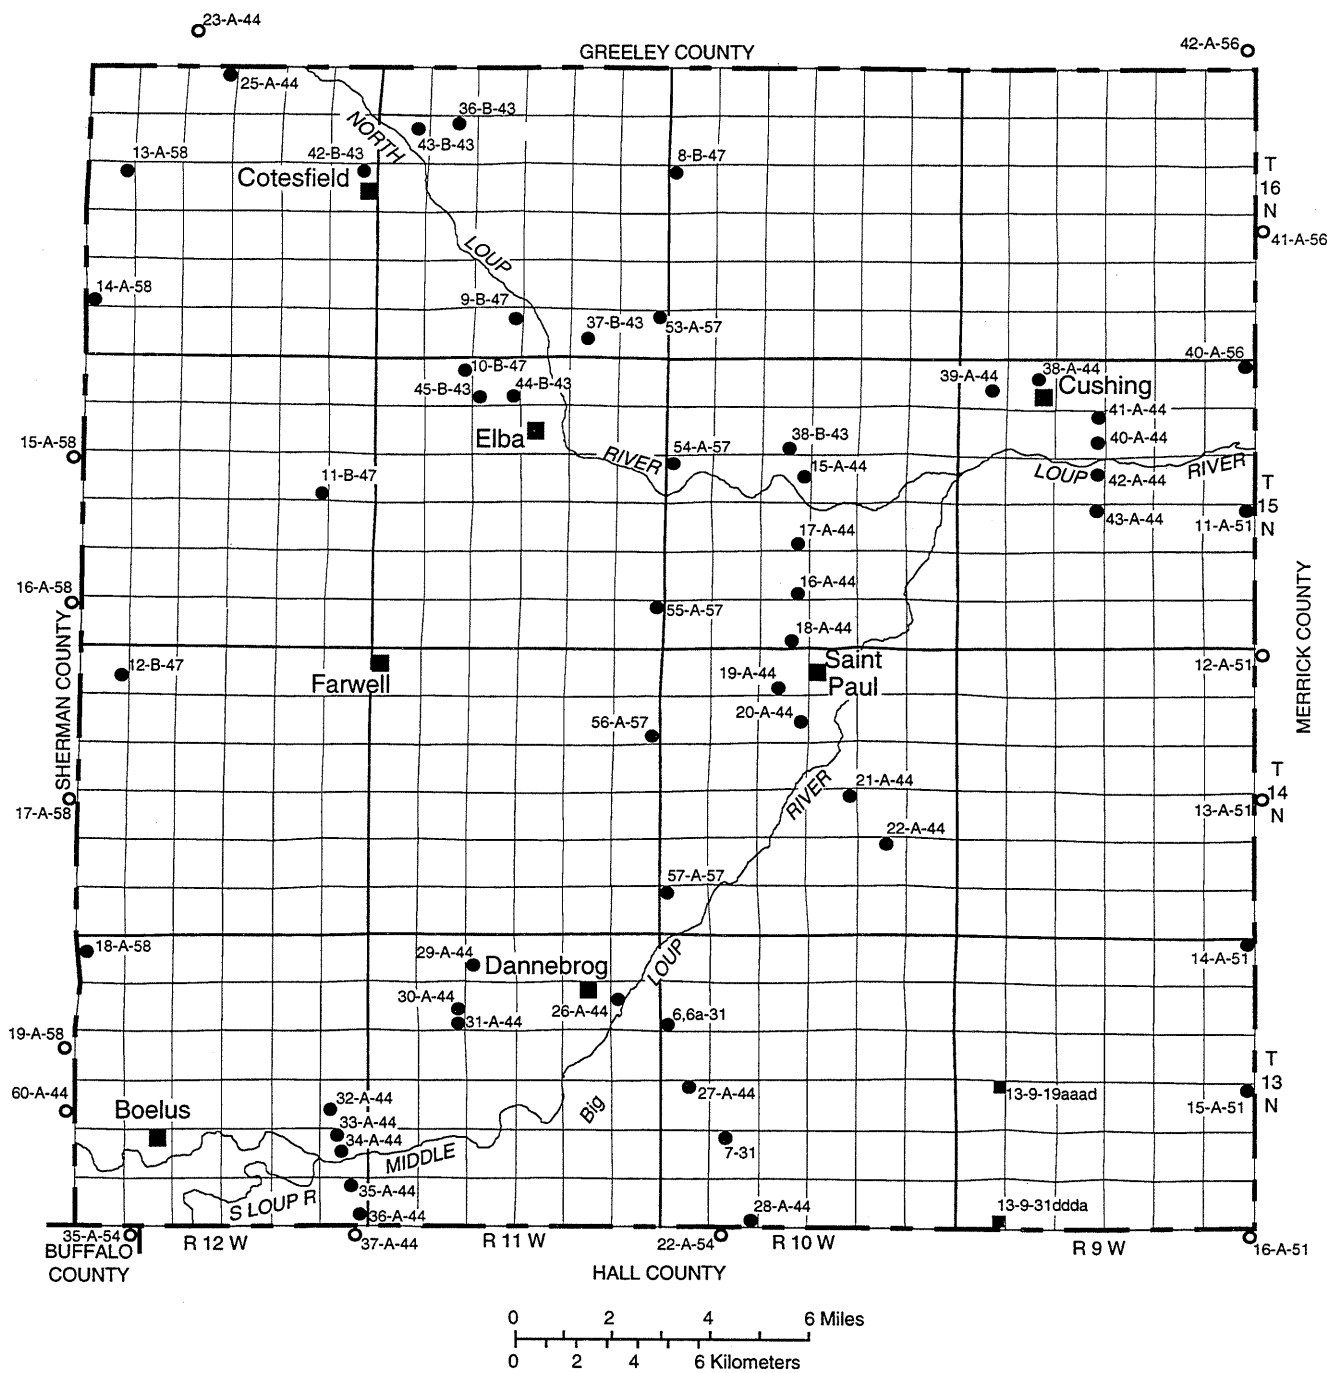 23-A-44
GREELEY COUNTY
42-A-56
25-A-44
36-B-43
NORTH
43-B-43
13-A-58
42-B-43
8-B-47
Cotesfield
T
16
N
41-A-56
LOUP
14-A-58
9-B-47
37-B-43
53-A-57
40-A-56
10-B-47
38-A-44
39-A-44
Cushing
45-B-43
44-B-43
41-A-44
Elba
38-B-43
40-A-44
15-A-58
RIVER
54-A-57
15-A-44
LOUP
RIVER
11-B-47
42-A-44
T
15
N
43-A-44
11-A-51
17-A-44
16-A-58
16-A-44
55-A-57
18-A-44
SHERMAN COUNTY
MERRICK COUNTY
12-B-47
Saint
Paul
12-A-51
Farwell
19-A-44
20-A-44
56-A-57
RIVER
21-A-44
T
14
N
17-A-58
13-A-51
22-A-44
57-A-57
18-A-58
29-A-44
LOUP
14-A-51
Dannebrog
30-A-44
26-A-44
6,6a-31
31-A-44
19-A-58
T
13
N
60-A-44
32-A-44
27-A-44
13-9-19aaad
15-A-51
Boelus
Big
33-A-44
34-A-44
MIDDLE
7-31
35-A-44
S LOUP R
36-A-44
28-A-44
13-9-31ddda
35-A-54
BUFFALO
COUNTY
R 12 W
37-A-44
R 11 W
22-A-54
R 10 W
R 9 W
16-A-51
HALL COUNTY
0 2 4 6 Miles
0 2 4 6 Kilometers